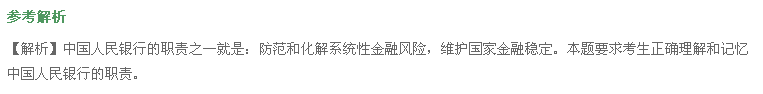 参考解析
【解析】中国人民银行的职责之一就是：防范和化解系统性金融风险，维护国家金融稳定。本题要求考生正确理解和记忆
中国人民银行的职责。